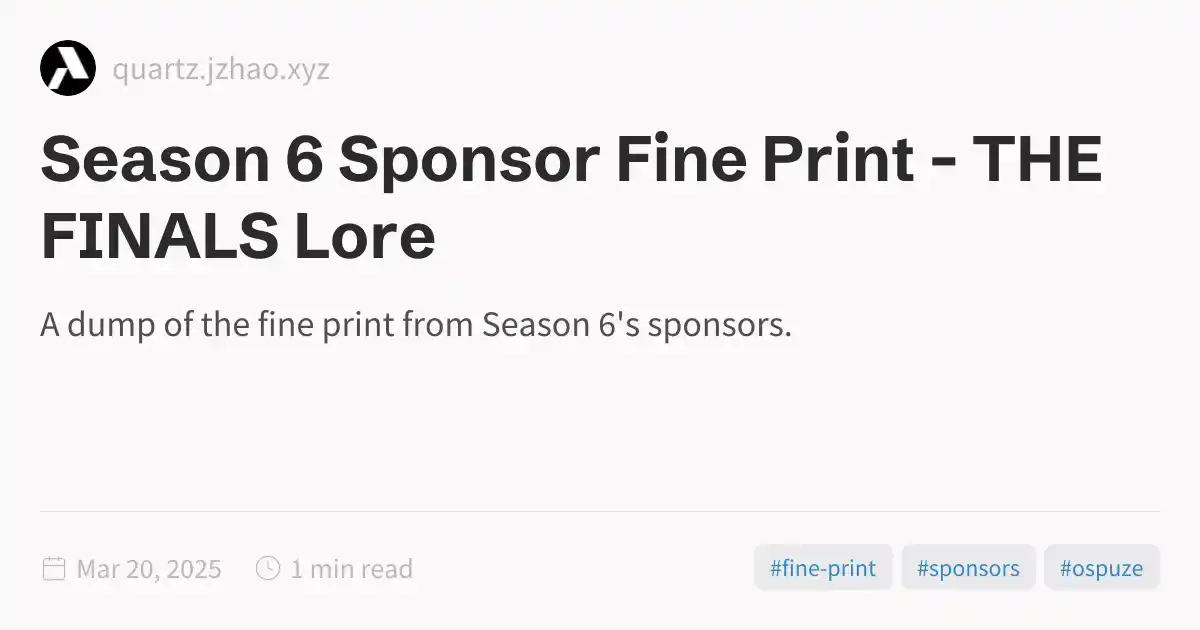 quartz.jzhao.xyz
Season 6 Sponsor Fine Print - THE
FINALS Lore
A dump of the fine print from Season 6's sponsors.
Mar 20, 2025
1 min read
#fine-print
#sponsors
#ospuze